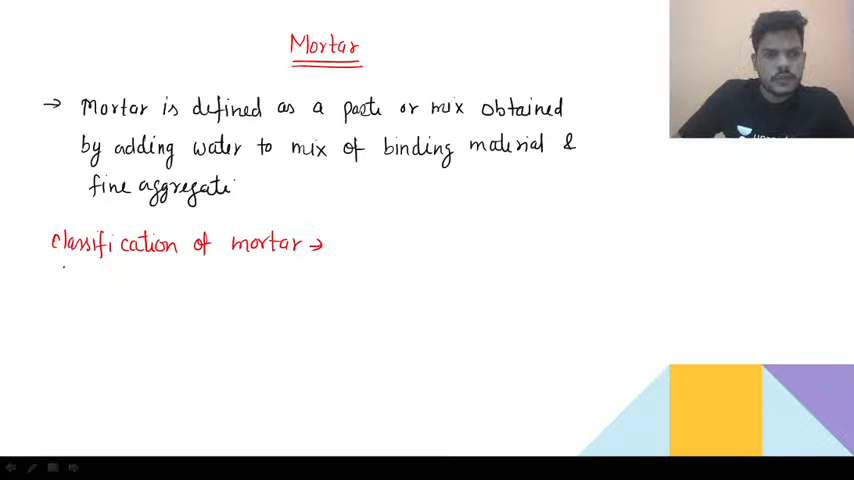 Mortar
→ Mortar is defined as a paste or mix obtained
by adding water to mix of binding material &
fine aggregate
Classification of mortar →